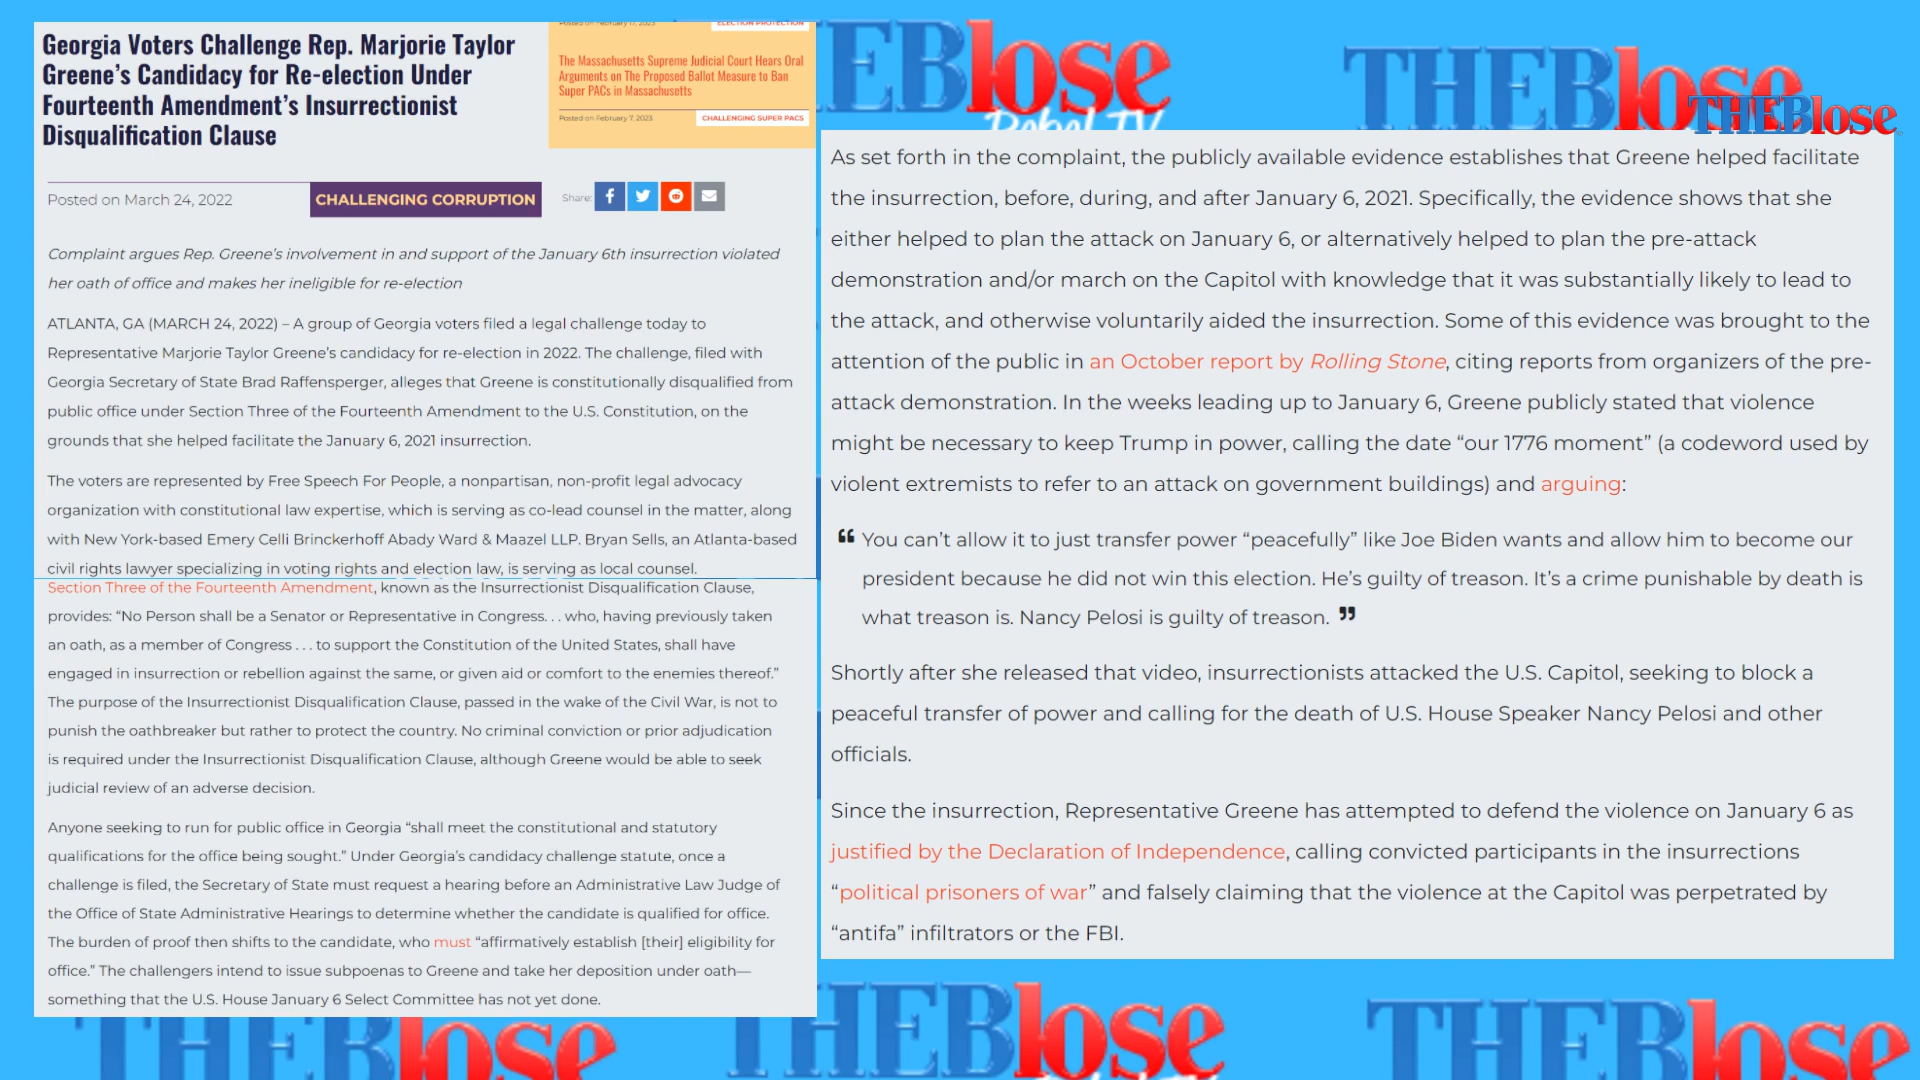 Georgia Voters Challenge Rep. Marjorie Taylor
Greene's Candidacy for Re-election Under
Fourteenth Amendment's Insurrectionist
Disqualification Clause
Posted on February 17, 2023
ELECTION PROTECTION
The Massachusetts Supreme Judicial Court Hears Oral
Arguments on The Proposed Ballot Measure to Ban
Super PACs in Massachusetts
Posted on February 7, 2023
CHALLENGING SUPER PACS
Posted on March 24, 2022
CHALLENGING CORRUPTION
Share:
Complaint argues Rep. Greene's involvement in and support of the January 6th insurrection violated
her oath of office and makes her ineligible for re-election
ATLANTA, GA (MARCH 24, 2022) – A group of Georgia voters filed a legal challenge today to
Representative Marjorie Taylor Greene's candidacy for re-election in 2022. The challenge, filed with
Georgia Secretary of State Brad Raffensperger, alleges that Greene is constitutionally disqualified from
public office under Section Three of the Fourteenth Amendment to the U.S. Constitution, on the
grounds that she helped facilitate the January 6, 2021 insurrection.
The voters are represented by Free Speech For People, a nonpartisan, non-profit legal advocacy
organization with constitutional law expertise, which is serving as co-lead counsel in the matter, along
with New York-based Emery Celli Brinckerhoff Abady Ward & Maazel LLP. Bryan Sells, an Atlanta-based
civil rights lawyer specializing in voting rights and election law, is serving as local counsel.
Section Three of the Fourteenth Amendment, known as the Insurrectionist Disqualification Clause,
provides: “No Person shall be a Senator or Representative in Congress. . . who, having previously taken
an oath, as a member of Congress . . . to support the Constitution of the United States, shall have
engaged in insurrection or rebellion against the same, or given aid or comfort to the enemies thereof.”
The purpose of the Insurrectionist Disqualification Clause, passed in the wake of the Civil War, is not to
punish the oathbreaker but rather to protect the country. No criminal conviction or prior adjudication
is required under the Insurrectionist Disqualification Clause, although Greene would be able to seek
judicial review of an adverse decision.
Anyone seeking to run for public office in Georgia “shall meet the constitutional and statutory
qualifications for the office being sought.” Under Georgia's candidacy challenge statute, once a
challenge is filed, the Secretary of State must request a hearing before an Administrative Law Judge of
the Office of State Administrative Hearings to determine whether the candidate is qualified for office.
The burden of proof then shifts to the candidate, who must “affirmatively establish [their] eligibility for
office.” The challengers intend to issue subpoenas to Greene and take her deposition under oath—
something that the U.S. House January 6 Select Committee has not yet done.
EBlose
Rebel TV
THEBlose
THEBlose
As set forth in the complaint, the publicly available evidence establishes that Greene helped facilitate
the insurrection, before, during, and after January 6, 2021. Specifically, the evidence shows that she
either helped to plan the attack on January 6, or alternatively helped to plan the pre-attack
demonstration and/or march on the Capitol with knowledge that it was substantially likely to lead to
the attack, and otherwise voluntarily aided the insurrection. Some of this evidence was brought to the
attention of the public in an October report by Rolling Stone, citing reports from organizers of the pre-
attack demonstration. In the weeks leading up to January 6, Greene publicly stated that violence
might be necessary to keep Trump in power, calling the date “our 1776 moment” (a codeword used by
violent extremists to refer to an attack on government buildings) and arguing:
“ You can't allow it to just transfer power “peacefully” like Joe Biden wants and allow him to become our
president because he did not win this election. He's guilty of treason. It's a crime punishable by death is
what treason is. Nancy Pelosi is guilty of treason. ”
Shortly after she released that video, insurrectionists attacked the U.S. Capitol, seeking to block a
peaceful transfer of power and calling for the death of U.S. House Speaker Nancy Pelosi and other
officials.
Since the insurrection, Representative Greene has attempted to defend the violence on January 6 as
justified by the Declaration of Independence, calling convicted participants in the insurrections
“political prisoners of war” and falsely claiming that the violence at the Capitol was perpetrated by
“antifa” infiltrators or the FBI.
THEBlose
THEBlose
THEBlose